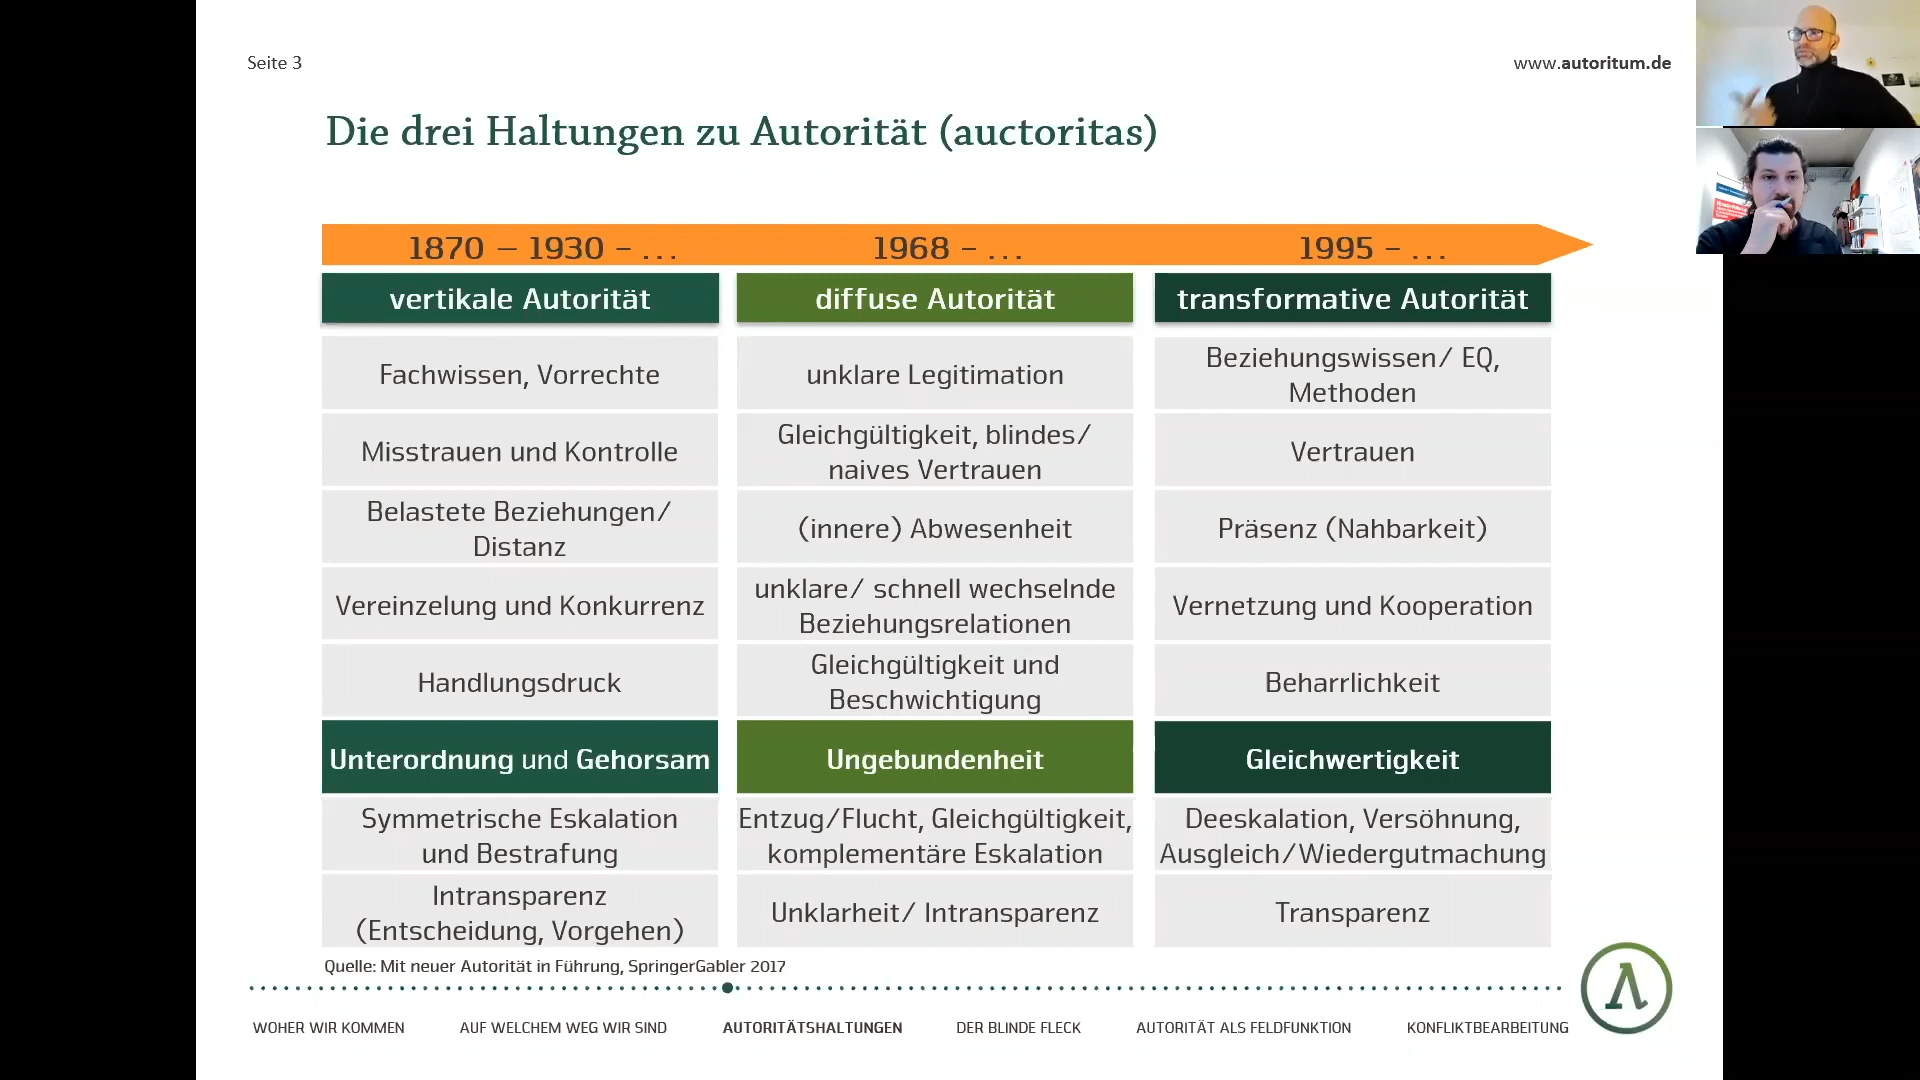 Seite 3
www.autoritum.de
Die drei Haltungen zu Autorität (auctoritas)
1870 – 1930 – ...
1968 – ...
1995 – ...
vertikale Autorität
diffuse Autorität
transformative Autorität
Fachwissen, Vorrechte
unklare Legitimation
Beziehungswissen/ EQ,
Methoden
Misstrauen und Kontrolle
Gleichgültigkeit, blindes/
naives Vertrauen
Vertrauen
Belastete Beziehungen/
Distanz
(innere) Abwesenheit
Präsenz (Nahbarkeit)
Vereinzelung und Konkurrenz
unklare/ schnell wechselnde
Beziehungsrelationen
Vernetzung und Kooperation
Handlungsdruck
Gleichgültigkeit und
Beschwichtigung
Beharrlichkeit
Unterordnung und Gehorsam
Ungebundenheit
Gleichwertigkeit
Symmetrische Eskalation
und Bestrafung
Entzug/Flucht, Gleichgültigkeit,
komplementäre Eskalation
Deeskalation, Versöhnung,
Ausgleich/Wiedergutmachung
Intransparenz
(Entscheidung, Vorgehen)
Unklarheit/ Intransparenz
Transparenz
Quelle: Mit neuer Autorität in Führung, SpringerGabler 2017
WOHER WIR KOMMEN
AUF WELCHEM WEG WIR SIND
AUTORITÄTSHALTUNGEN
DER BLINDE FLECK
AUTORITÄT ALS FELDFUNKTION
KONFLIKTBEARBEITUNG